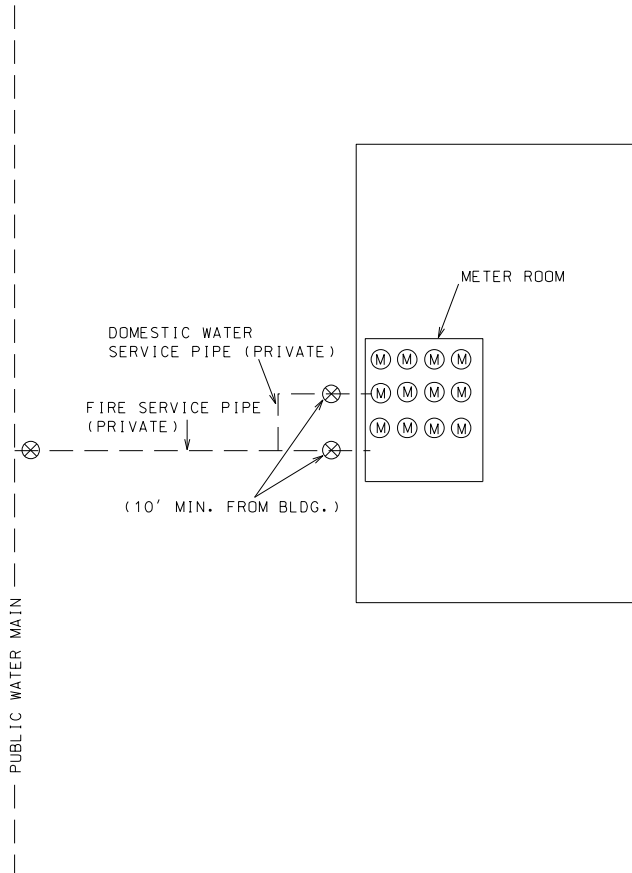 METER ROOM
DOMESTIC WATER
SERVICE PIPE (PRIVATE)
FIRE SERVICE PIPE
(PRIVATE)
M M M M
M M M M
M M M M
(10' MIN. FROM BLDG.)
PUBLIC WATER MAIN